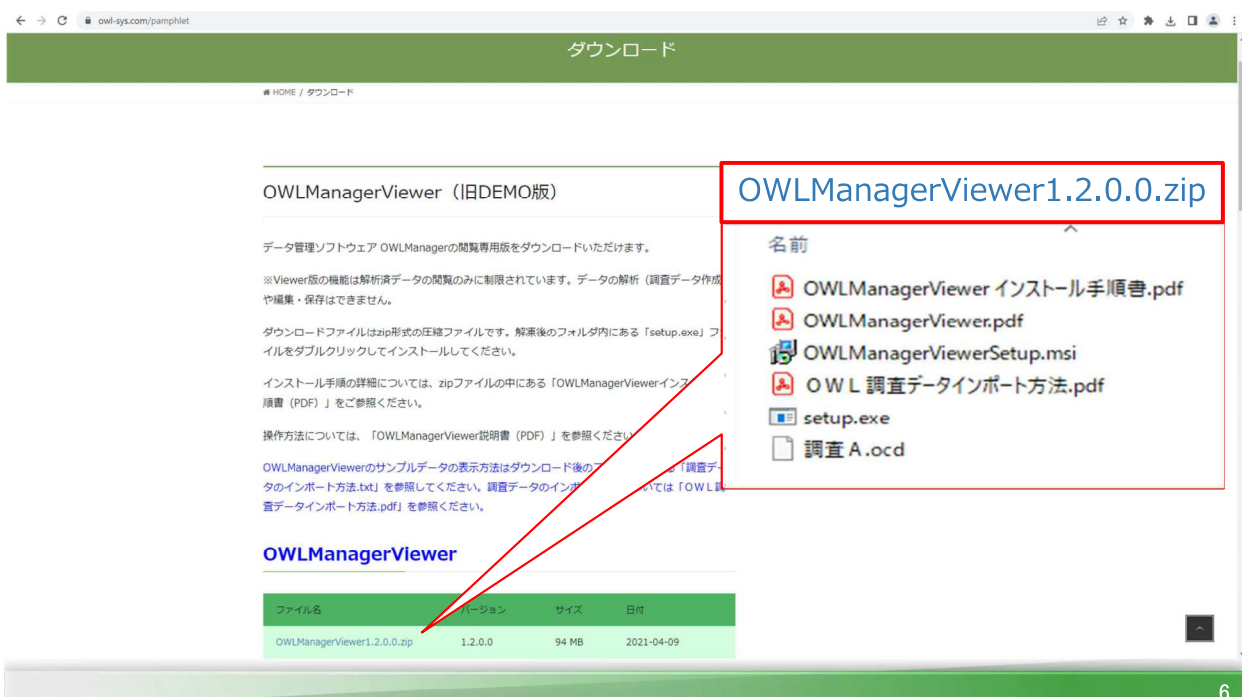 owl-sys.com/pamphlet
ダウンロード
HOME / ダウンロード
OWLManagerViewer（旧DEMO版）
データ管理ソフトウェア OWLManagerの閲覧専用版をダウンロードいただけます。
※Viewer版の機能は解析済データの閲覧のみに制限されています。データの解析（調査データ作成
や編集・保存はできません。
ダウンロードファイルはzip形式の圧縮ファイルです。解凍後のフォルダ内にある「setup.exe」フ
イルをダブルクリックしてインストールしてください。
インストール手順の詳細については、zipファイルの中にある「OWLManagerViewerインス
順書（PDF）」をご参照ください。
操作方法については、「OWLManagerViewer説明書（PDF）」を参照ください
OWLManagerViewerのサンプルデータの表示方法はダウンロード後のフ る「調査デー
タのインポート方法.txt」を参照してください。調査データのインポ いては「ＯＷＬ調
査データインポート方法.pdf」を参照ください。
OWLManagerViewer
ファイル名 バージョン サイズ 日付
OWLManagerViewer1.2.0.0.zip 1.2.0.0 94 MB 2021-04-09
OWLManagerViewer1.2.0.0.zip
名前
OWLManagerViewer インストール手順書.pdf
OWLManagerViewer.pdf
OWLManagerViewerSetup.msi
ＯＷＬ調査データインポート方法.pdf
setup.exe
調査Ａ.ocd
6